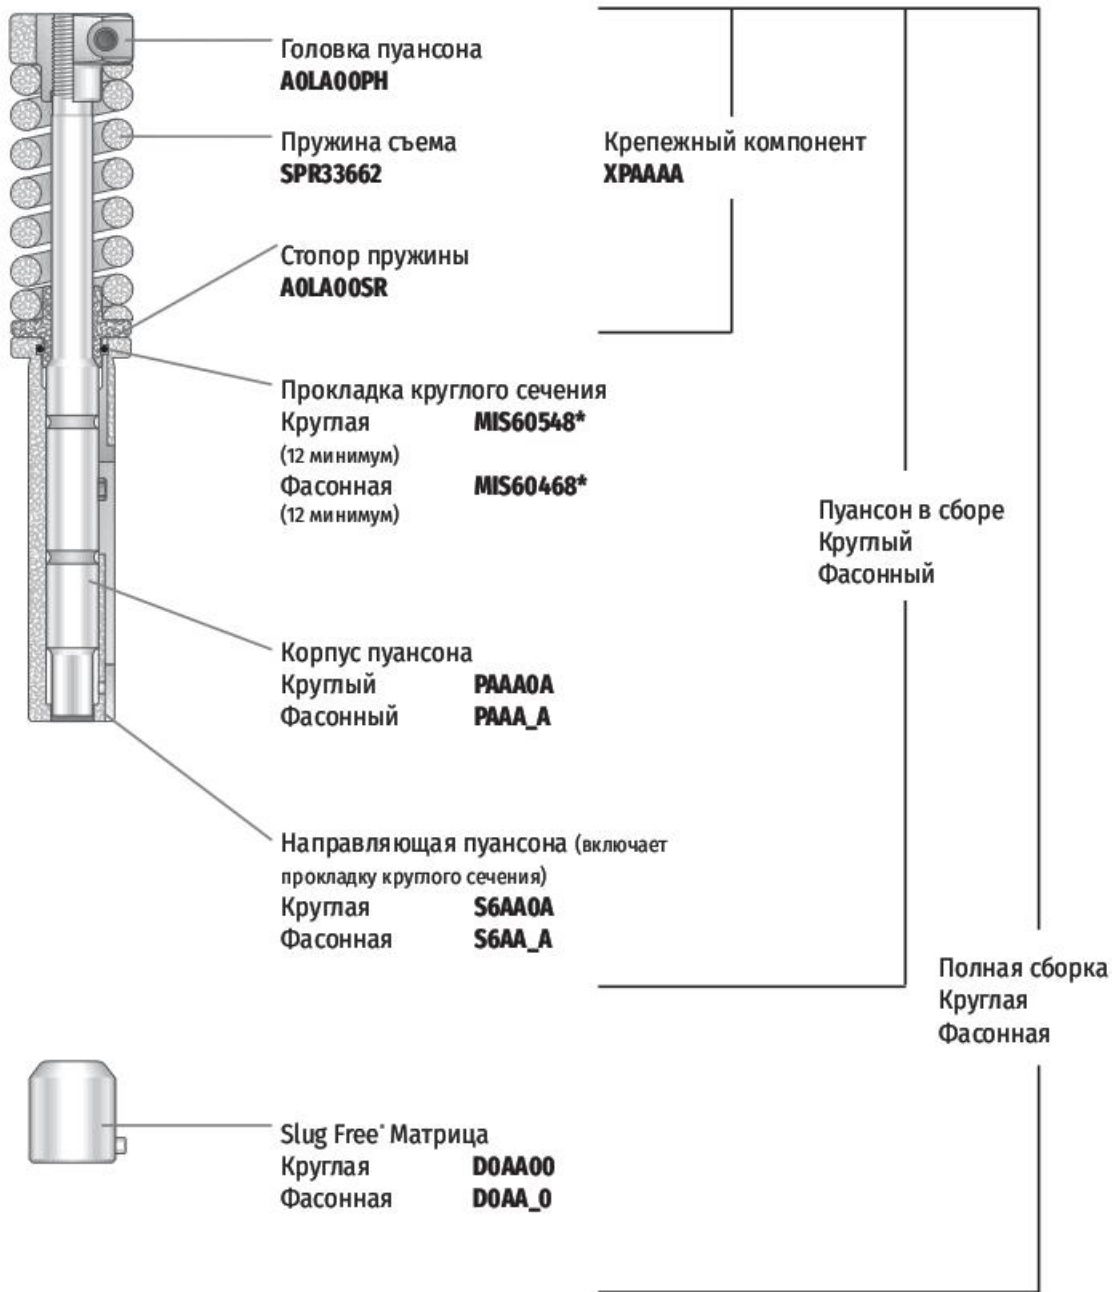 Головка пуансона
A0LA00PH
Пружина съема
SPR33662
Крепежный компонент
XPAAAA
Стопор пружины
A0LA00SR
Прокладка круглого сечения
Круглая MIS60548*
(12 минимум)
Фасонная MIS60468*
(12 минимум)
Пуансон в сборе
Круглый
Фасонный
Корпус пуансона
Круглый PAAA0A
Фасонный PAAA_A
Направляющая пуансона (включает
прокладку круглого сечения)
Круглая S6AA0A
Фасонная S6AA_A
Полная сборка
Круглая
Фасонная
Slug Free® Матрица
Круглая D0AA00
Фасонная D0AA_0